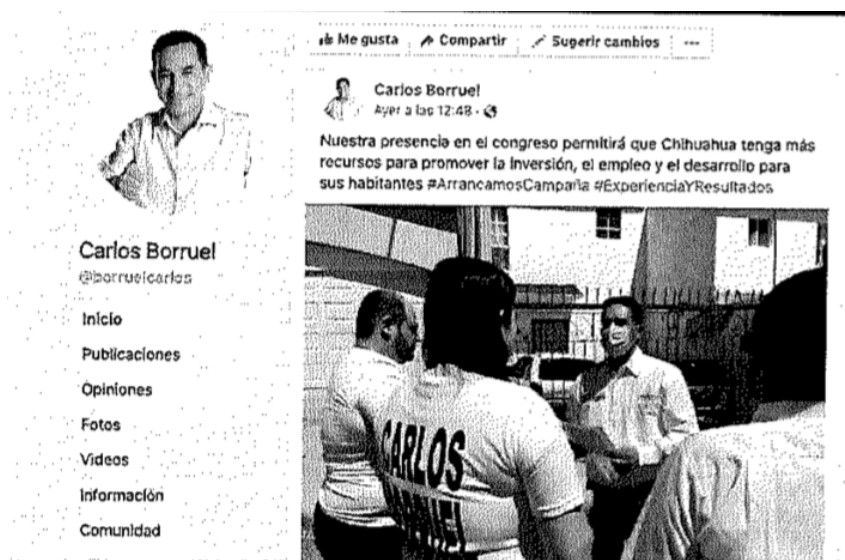 Me gusta Compartir Sugerir cambios ...
Carlos Borruel
Ayer a las 12:48 ·
Nuestra presencia en el congreso permitirá que Chihuahua tenga más
recursos para promover la inversión, el empleo y el desarrollo para
sus habitantes #ArrancamosCampaña #ExperienciaYResultados
Carlos Borruel
@borruelcarlos
Inicio
Publicaciones
Opiniones
Fotos
Videos
Información
Comunidad
CARLOS